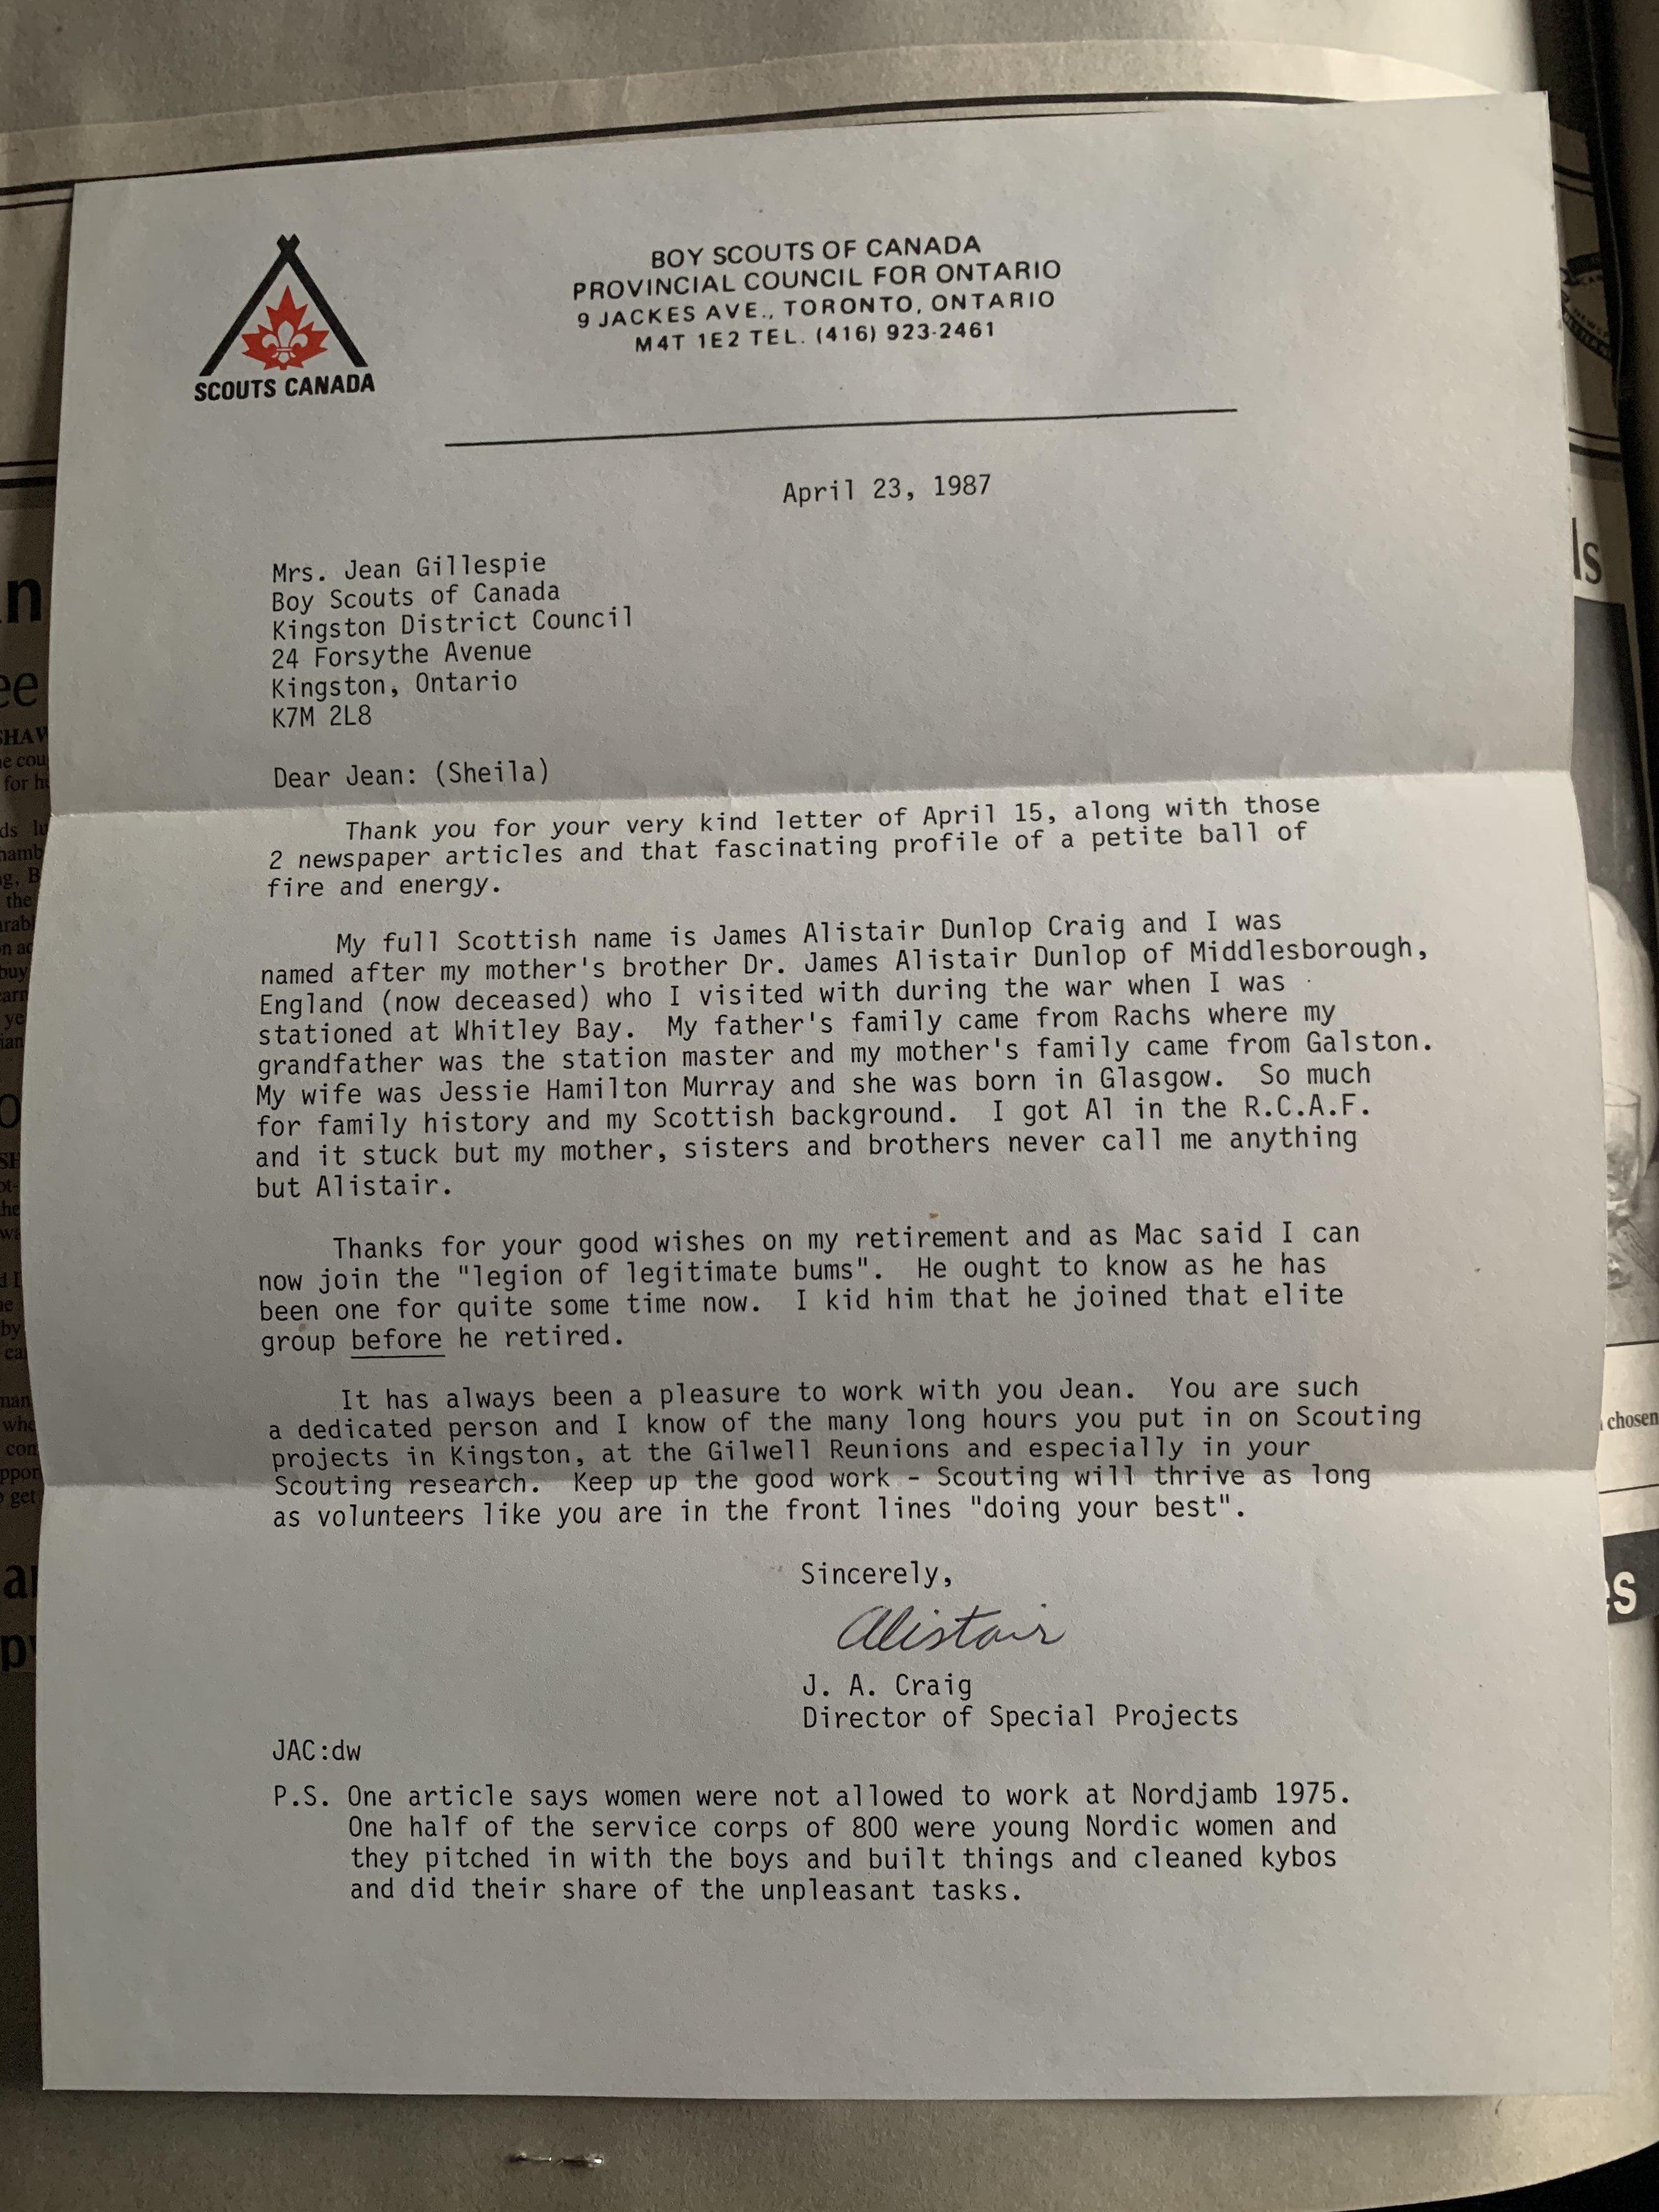 BOY SCOUTS OF CANADA
PROVINCIAL COUNCIL FOR ONTARIO
9 JACKES AVE., TORONTO, ONTARIO
M4T 1E2 TEL. (416) 923-2461
SCOUTS CANADA
April 23, 1987
Mrs. Jean Gillespie
Boy Scouts of Canada
Kingston District Council
24 Forsythe Avenue
Kingston, Ontario
K7M 2L8
Dear Jean: (Sheila)
Thank you for your very kind letter of April 15, along with those
2 newspaper articles and that fascinating profile of a petite ball of
fire and energy.
My full Scottish name is James Alistair Dunlop Craig and I was
named after my mother's brother Dr. James Alistair Dunlop of Middlesborough,
England (now deceased) who I visited with during the war when I was
stationed at Whitley Bay. My father's family came from Rachs where my
grandfather was the station master and my mother's family came from Galston.
My wife was Jessie Hamilton Murray and she was born in Glasgow. So much
for family history and my Scottish background. I got Al in the R.C.A.F.
and it stuck but my mother, sisters and brothers never call me anything
but Alistair.
Thanks for your good wishes on my retirement and as Mac said I can
now join the "legion of legitimate bums". He ought to know as he has
been one for quite some time now. I kid him that he joined that elite
group before he retired.
It has always been a pleasure to work with you Jean. You are such
a dedicated person and I know of the many long hours you put in on Scouting
projects in Kingston, at the Gilwell Reunions and especially in your
Scouting research. Keep up the good work - Scouting will thrive as long
as volunteers like you are in the front lines "doing your best".
Sincerely,
Alistair
J. A. Craig
Director of Special Projects
JAC:dw
P.S. One article says women were not allowed to work at Nordjamb 1975.
One half of the service corps of 800 were young Nordic women and
they pitched in with the boys and built things and cleaned kybos
and did their share of the unpleasant tasks.
chosen